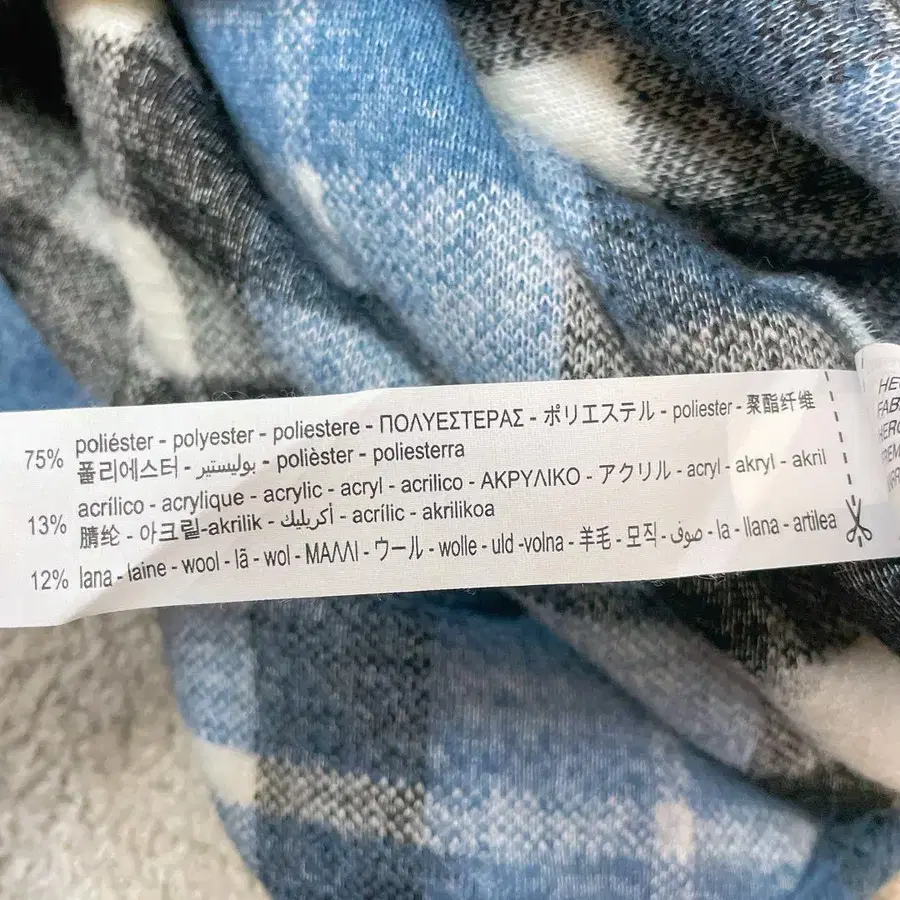 75% poliéster - polyester - poliestere - ΠΟΛΥΕΣΤΕΡΑΣ - ポリエステル - poliester - 聚酯纤维
폴리에스터 - بوليستير - polièster - poliesterra
13% acrílico - acrylique - acrylic - acryl - acrilico - ΑΚΡΥΛΙΚΟ - アクリル - acryl - akryl - akril
腈纶 - 아크릴-akrilik - أكريليك - acrílic - akrilikoa
12% lana - laine - wool - lã - wol - ΜΑΛΛΙ - ウール - wolle - uld -volna - 羊毛 - 모직 - صوف - la - llana - artilea